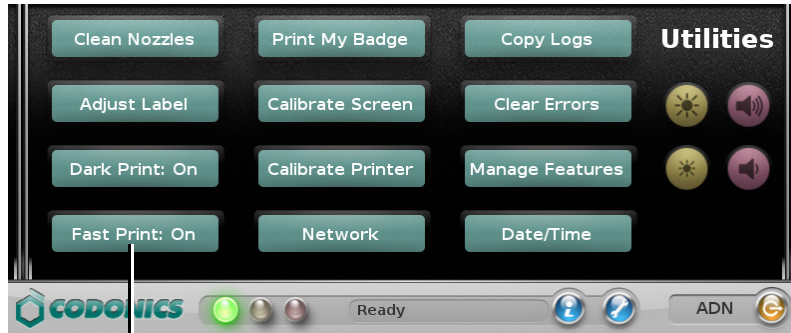 Clean Nozzles Print My Badge Copy Logs Utilities
Adjust Label Calibrate Screen Clear Errors
Dark Print: On Calibrate Printer Manage Features
Fast Print: On Network Date/Time
CODONICS Ready ADN